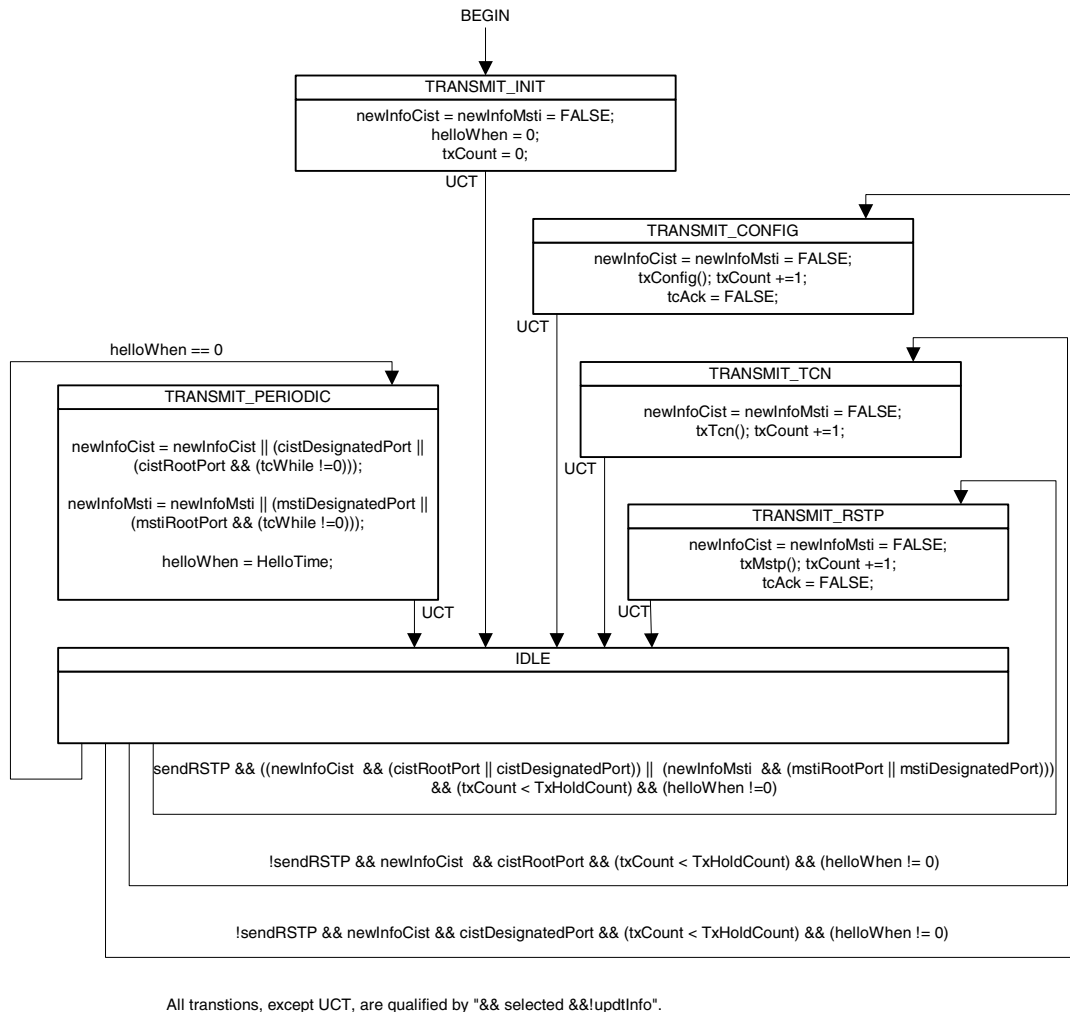 BEGIN
TRANSMIT_INIT
newInfoCist = newInfoMsti = FALSE;
helloWhen = 0;
txCount = 0;
UCT
TRANSMIT_CONFIG
newInfoCist = newInfoMsti = FALSE;
txConfig(); txCount +=1;
tcAck = FALSE;
UCT
helloWhen == 0
TRANSMIT_TCN
newInfoCist = newInfoMsti = FALSE;
txTcn(); txCount +=1;
UCT
TRANSMIT_PERIODIC
newInfoCist = newInfoCist || (cistDesignatedPort ||
(cistRootPort && (tcWhile !=0)));
newInfoMsti = newInfoMsti || (mstiDesignatedPort ||
(mstiRootPort && (tcWhile !=0)));
helloWhen = HelloTime;
UCT
TRANSMIT_RSTP
newInfoCist = newInfoMsti = FALSE;
txMstp(); txCount +=1;
tcAck = FALSE;
UCT
IDLE
sendRSTP && ((newInfoCist && (cistRootPort || cistDesignatedPort)) || (newInfoMsti && (mstiRootPort || mstiDesignatedPort)))
&& (txCount < TxHoldCount) && (helloWhen !=0)
!sendRSTP && newInfoCist && cistRootPort && (txCount < TxHoldCount) && (helloWhen != 0)
!sendRSTP && newInfoCist && cistDesignatedPort && (txCount < TxHoldCount) && (helloWhen != 0)
All transtions, except UCT, are qualified by "&& selected &&!updtInfo".